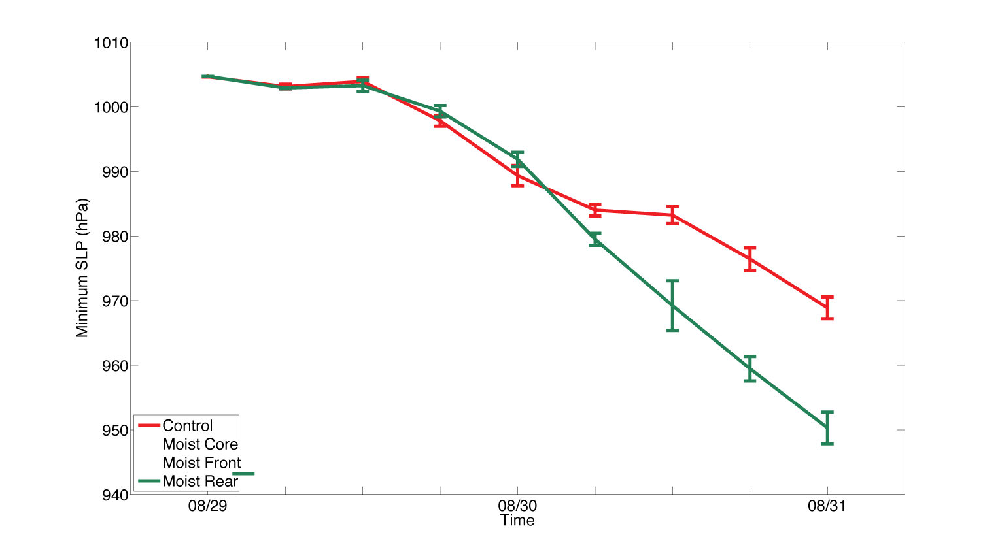 1010
1000
990
980
970
960
950
940
Minimum SLP (hPa)
Control
Moist Core
Moist Front
Moist Rear
08/29
08/30
08/31
Time